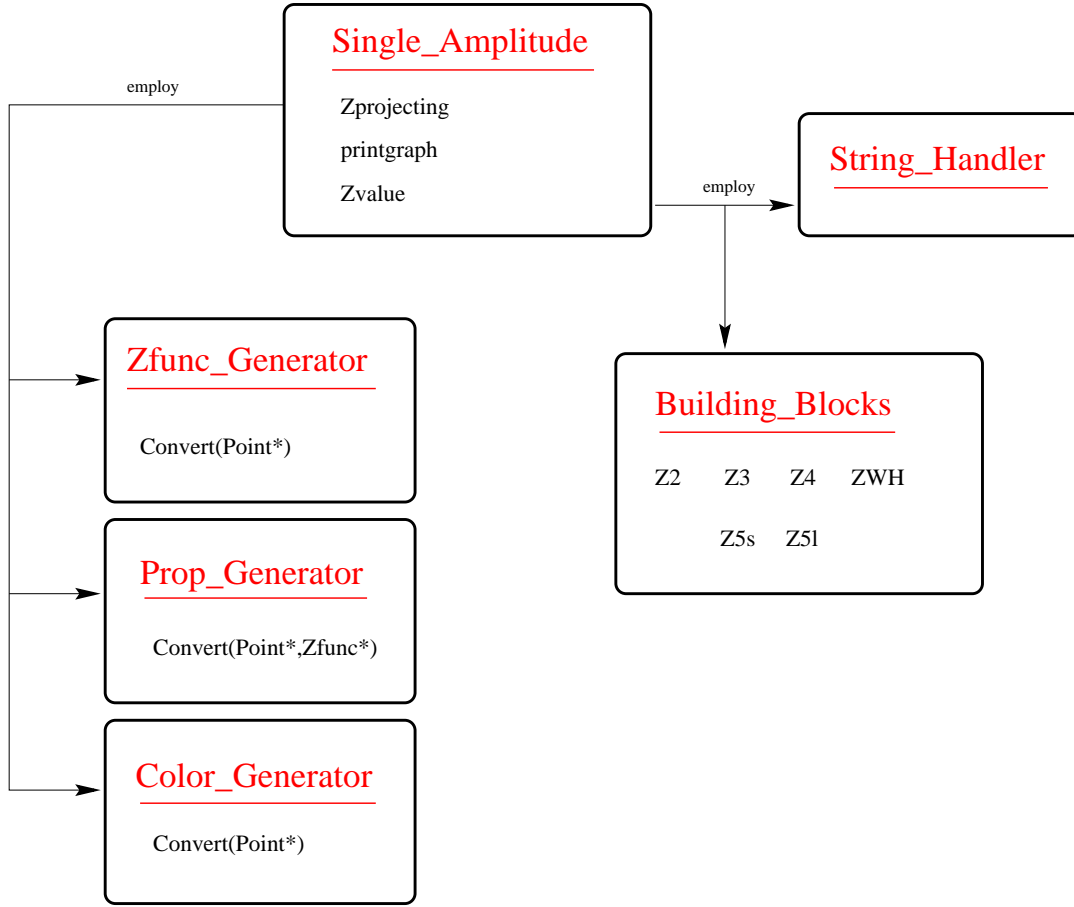 Single_Amplitude
employ
Zprojecting
printgraph
Zvalue
String_Handler
employ
Zfunc_Generator
Convert(Point*)
Building_Blocks
Z2 Z3 Z4 ZWH
Z5s Z5l
Prop_Generator
Convert(Point*,Zfunc*)
Color_Generator
Convert(Point*)